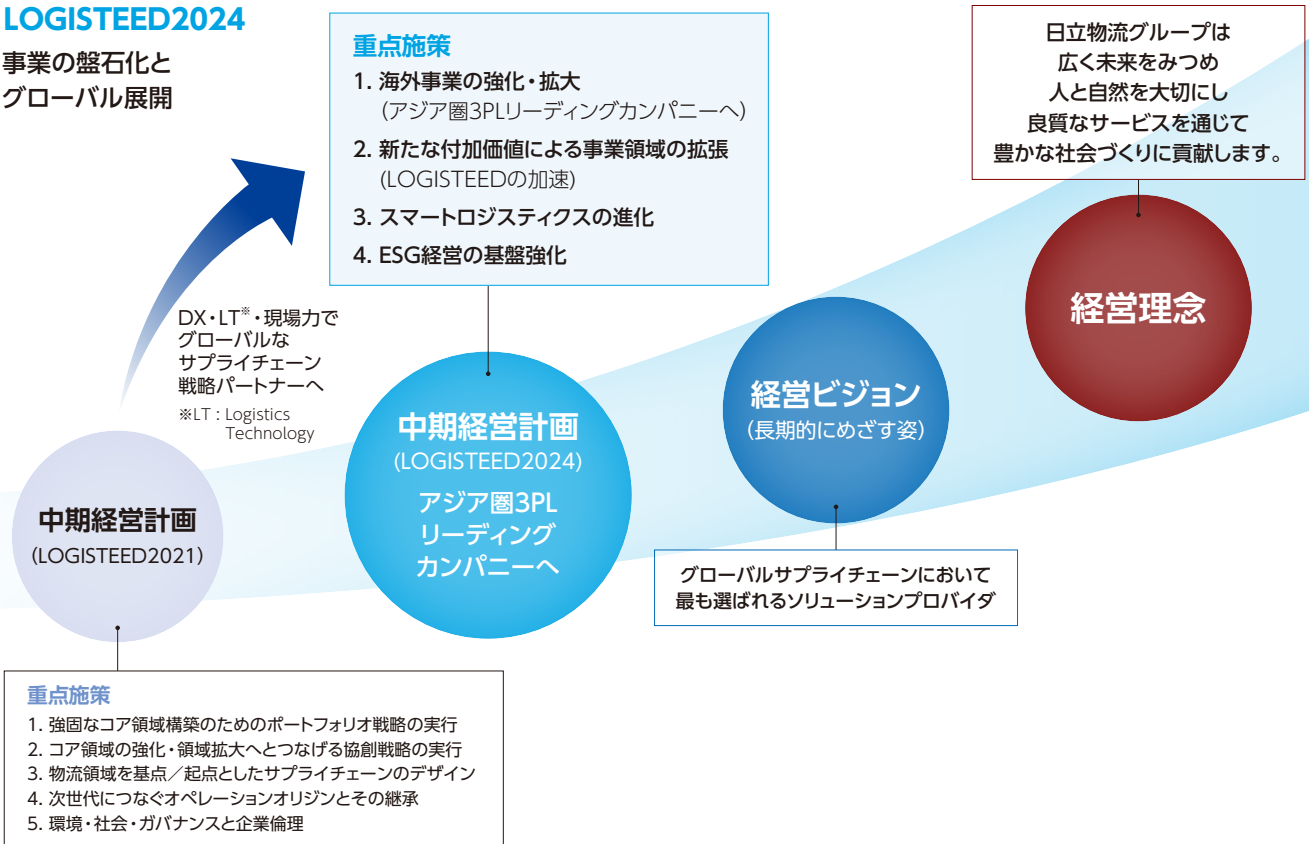 LOGISTEED2024
事業の盤石化と
グローバル展開
重点施策
1. 海外事業の強化・拡大
(アジア圏3PLリーディングカンパニーへ)
2. 新たな付加価値による事業領域の拡張
(LOGISTEEDの加速)
3. スマートロジスティクスの進化
4. ESG経営の基盤強化
日立物流グループは
広く未来をみつめ
人と自然を大切にし
良質なサービスを通じて
豊かな社会づくりに貢献します。
経営理念
DX・LT※・現場力で
グローバルな
サプライチェーン
戦略パートナーへ
※LT : Logistics
Technology
経営ビジョン
(長期的にめざす姿)
中期経営計画
(LOGISTEED2024)
アジア圏3PL
リーディング
カンパニーへ
中期経営計画
(LOGISTEED2021)
グローバルサプライチェーンにおいて
最も選ばれるソリューションプロバイダ
重点施策
1. 強固なコア領域構築のためのポートフォリオ戦略の実行
2. コア領域の強化・領域拡大へとつなげる協創戦略の実行
3. 物流領域を基点／起点としたサプライチェーンのデザイン
4. 次世代につなぐオペレーションオリジンとその継承
5. 環境・社会・ガバナンスと企業倫理